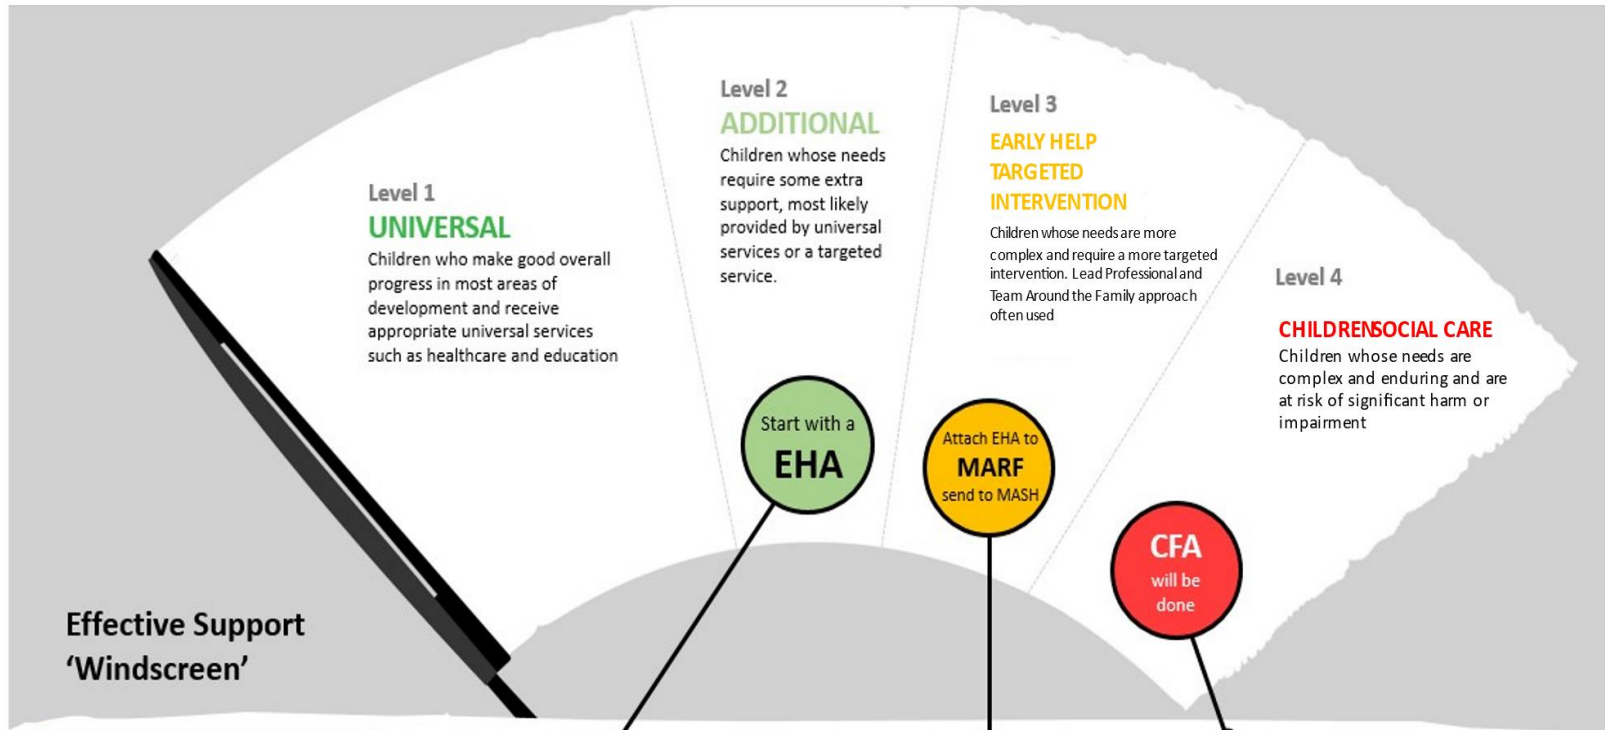 Level 1
UNIVERSAL
Children who make good overall
progress in most areas of
development and receive
appropriate universal services
such as healthcare and education
Level 2
ADDITIONAL
Children whose needs
require some extra
support, most likely
provided by universal
services or a targeted
service.
Level 3
EARLY HELP
TARGETED
INTERVENTION
Children whose needs are more
complex and require a more targeted
intervention. Lead Professional and
Team Around the Family approach
often used
Level 4
CHILDRENSOCIAL CARE
Children whose needs are
complex and enduring and are
at risk of significant harm or
impairment
Start with a
EHA
Attach EHA to
MARF
send to MASH
CFA
will be
done
Effective Support
‘Windscreen’